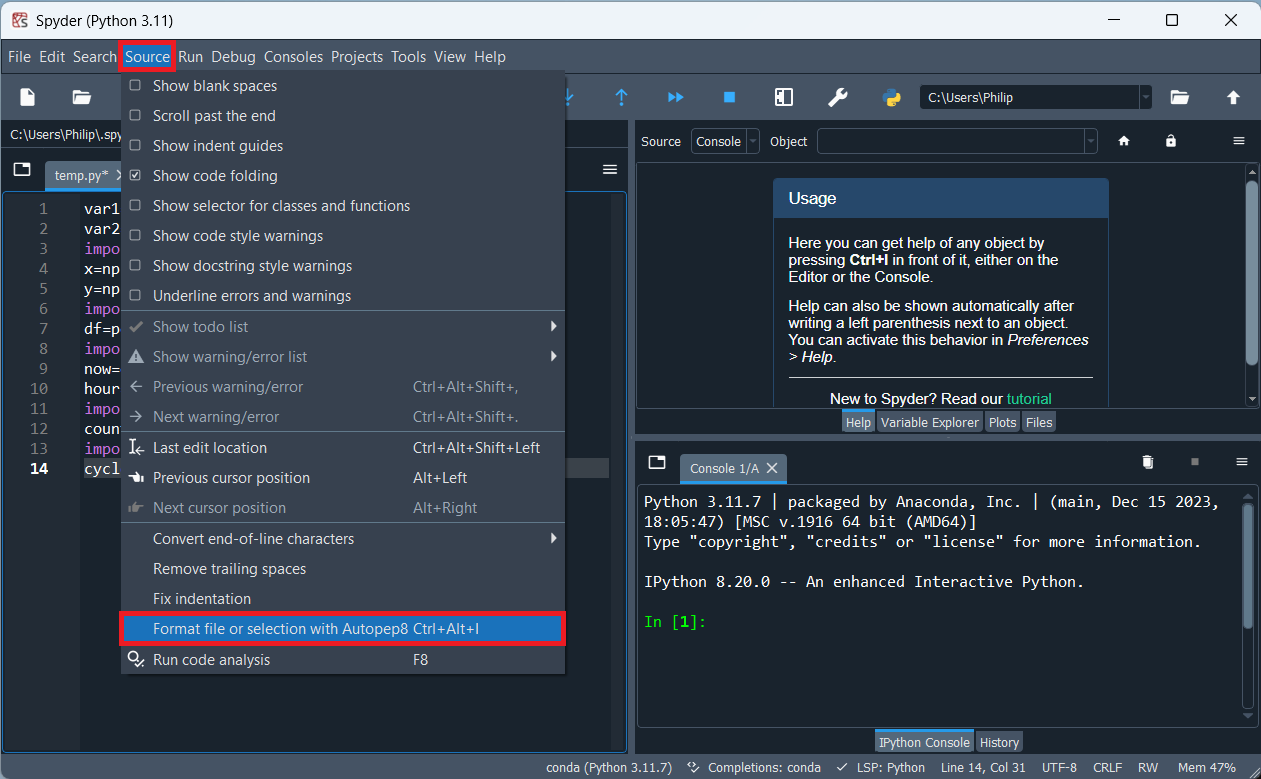 Spyder (Python 3.11)
File Edit Search Source Run Debug Consoles Projects Tools View Help
C:\Users\Philip
C:\Users\Philip\.spy
temp.py*
1 var1
2 var2
3 impo
4 x=np
5 y=np
6 impo
7 df=p
8 impo
9 now=
10 hour
11 impo
12 coun
13 impo
14 cycl
Show blank spaces
Scroll past the end
Show indent guides
Show code folding
Show selector for classes and functions
Show code style warnings
Show docstring style warnings
Underline errors and warnings
Show todo list
Show warning/error list
Previous warning/error Ctrl+Alt+Shift+,
Next warning/error Ctrl+Alt+Shift+.
Last edit location Ctrl+Alt+Shift+Left
Previous cursor position Alt+Left
Next cursor position Alt+Right
Convert end-of-line characters
Remove trailing spaces
Fix indentation
Format file or selection with Autopep8 Ctrl+Alt+I
Run code analysis F8
Source Console Object
Usage
Here you can get help of any object by
pressing Ctrl+I in front of it, either on the
Editor or the Console.
Help can also be shown automatically after
writing a left parenthesis next to an object.
You can activate this behavior in Preferences
> Help.
New to Spyder? Read our tutorial
Help Variable Explorer Plots Files
Console 1/A
Python 3.11.7 | packaged by Anaconda, Inc. | (main, Dec 15 2023,
18:05:47) [MSC v.1916 64 bit (AMD64)]
Type "copyright", "credits" or "license" for more information.
IPython 8.20.0 -- An enhanced Interactive Python.
In [1]:
IPython Console History
conda (Python 3.11.7) Completions: conda LSP: Python Line 14, Col 31 UTF-8 CRLF RW Mem 47%